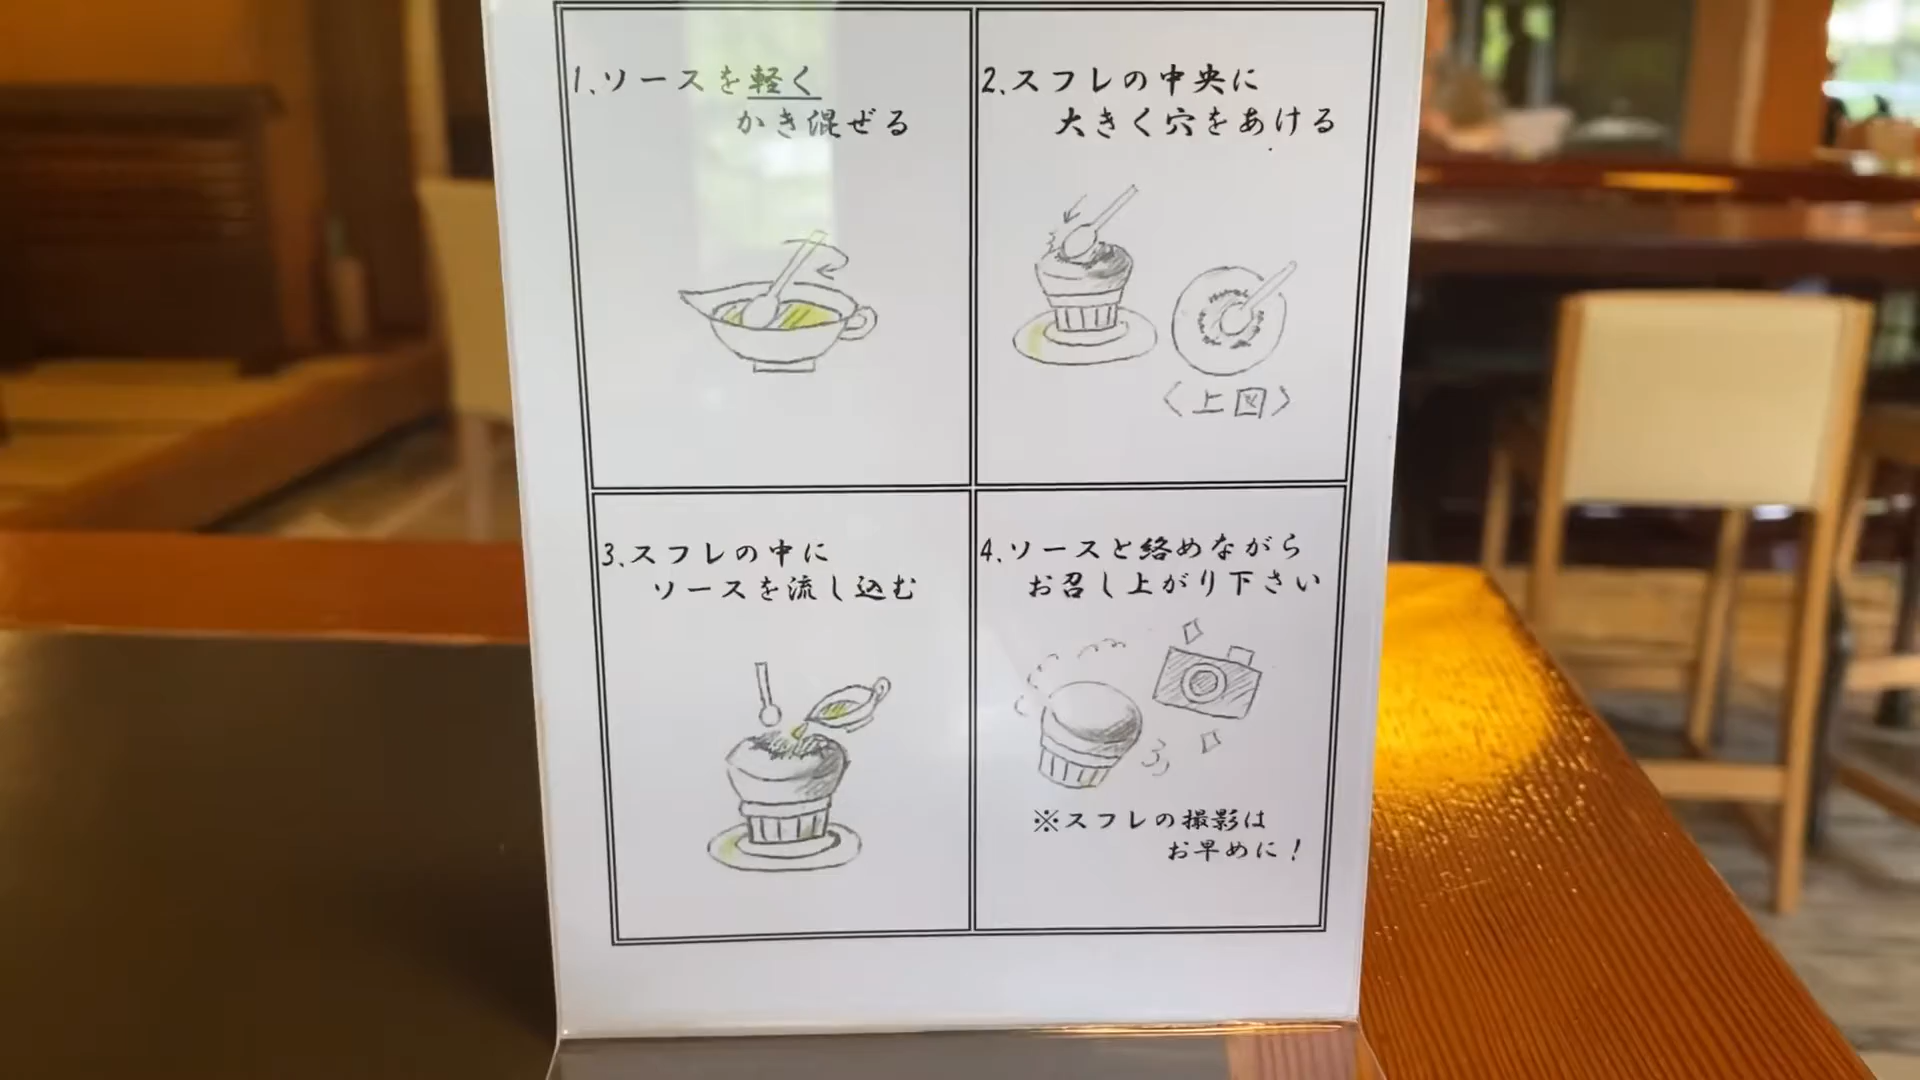 1.ソースを軽く
かき混ぜる
2.スフレの中央に
大きく穴をあける
〈上図〉
3.スフレの中に
ソースを流し込む
4.ソースと絡めながら
お召し上がり下さい
※スフレの撮影は
お早めに!